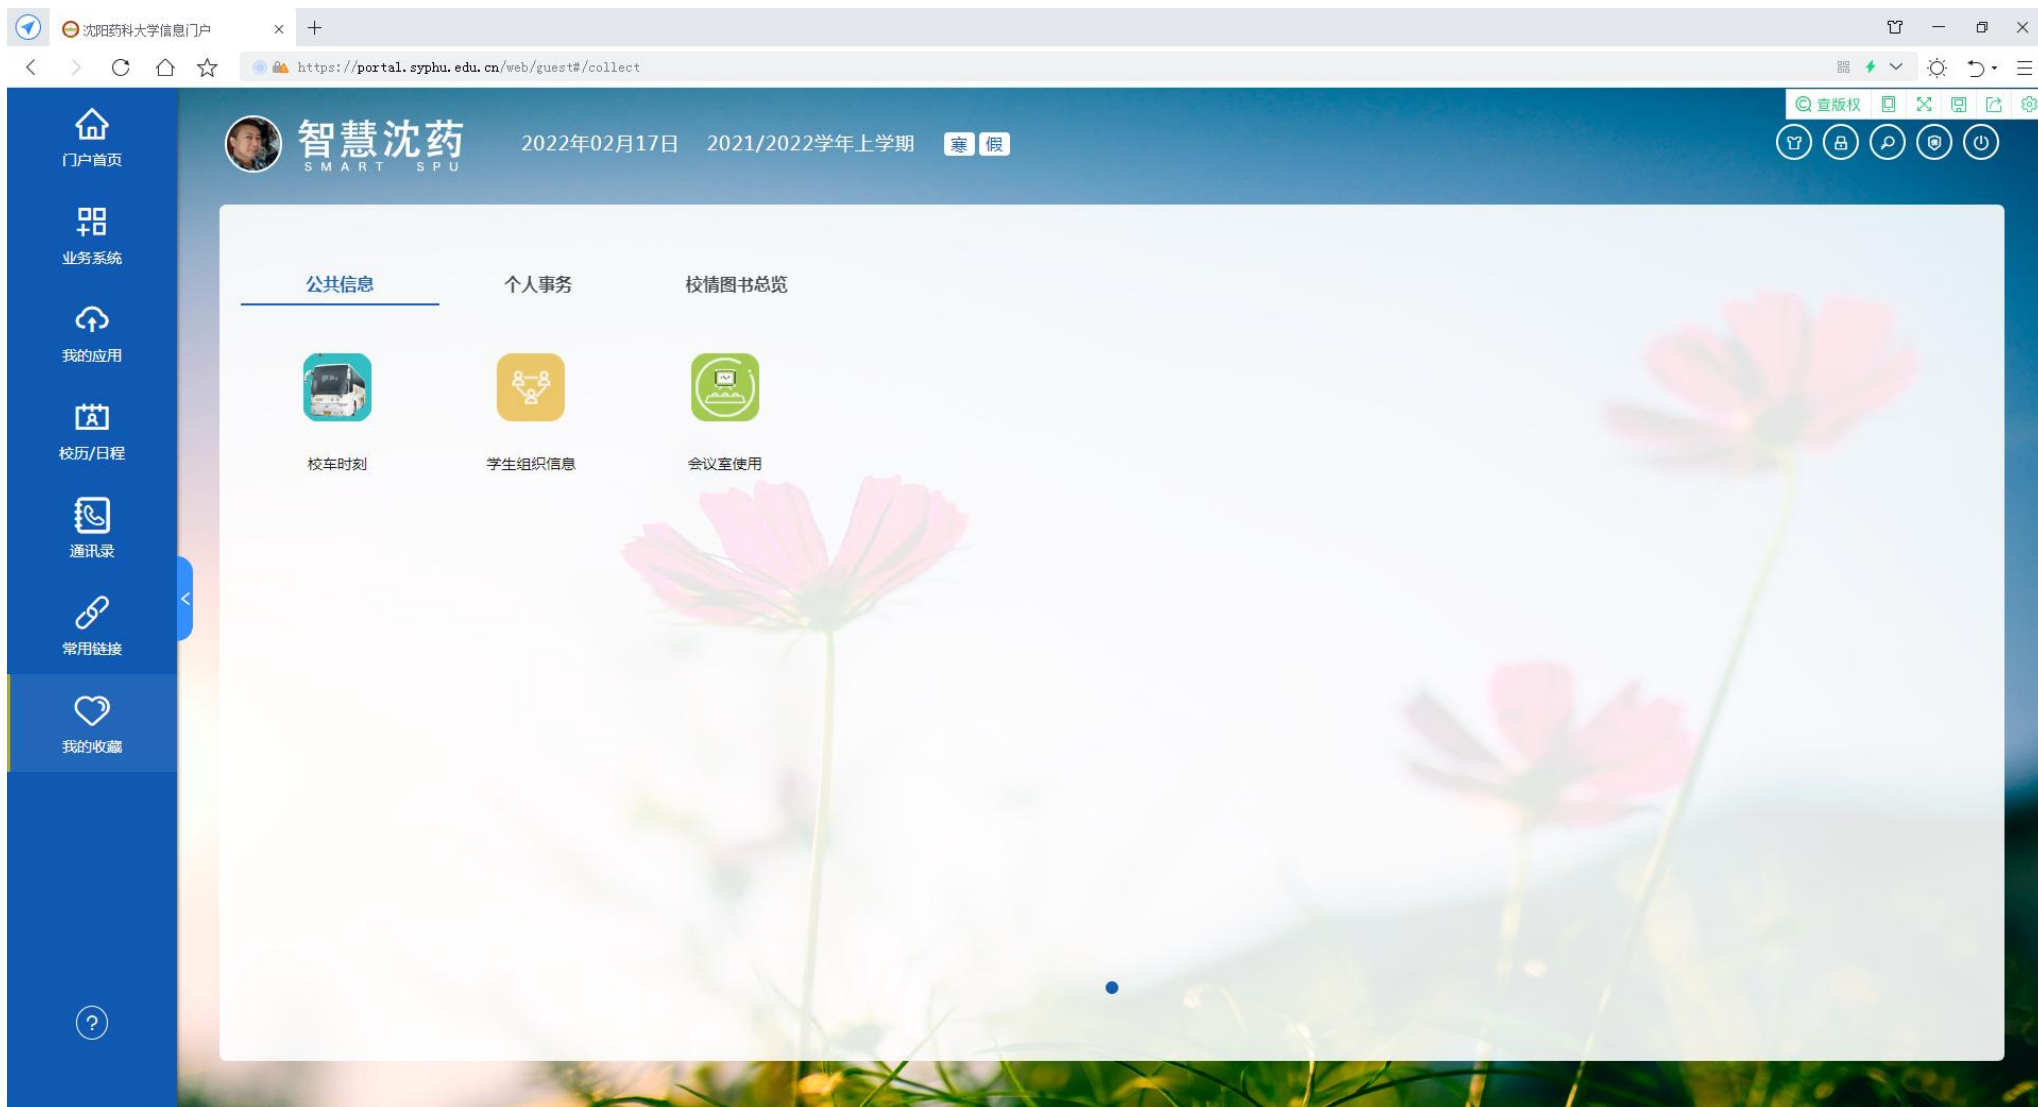 沈阳药科大学信息门户
https://portal.syphu.edu.cn/web/guest#/collect
查版权
门户首页
智慧沈药
SMART SPU
2022年02月17日 2021/2022学年上学期 寒 假
业务系统
公共信息 个人事务 校情图书总览
我的应用
校历/日程
校车时刻 学生组织信息 会议室使用
通讯录
常用链接
我的收藏